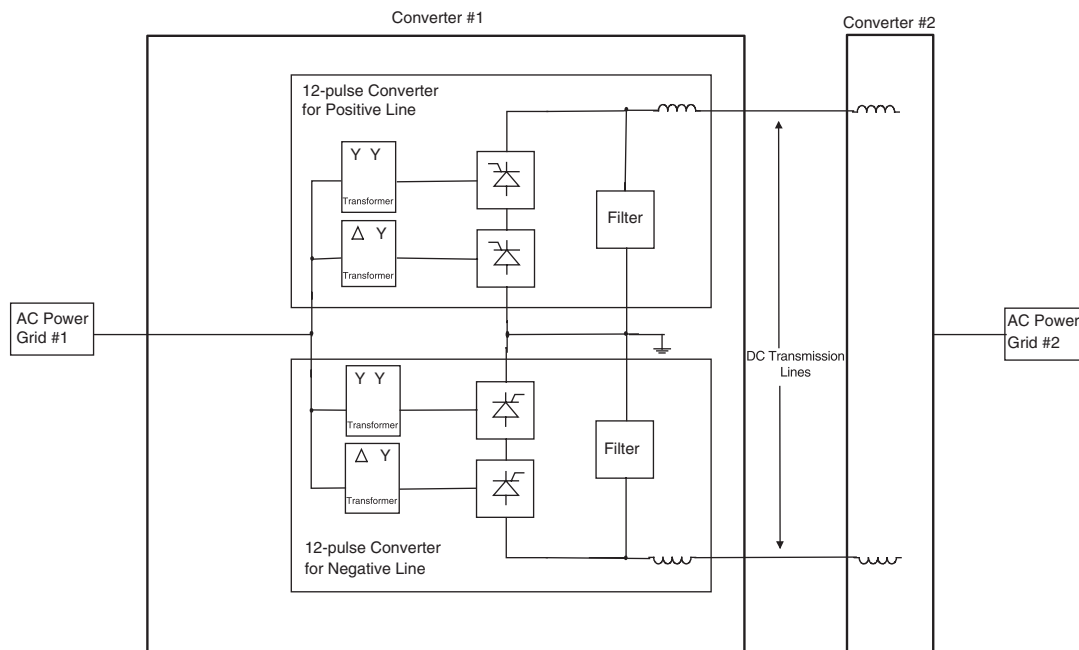 Converter #1
Converter #2
12-pulse Converter
for Positive Line
Y Y
Transformer
Δ Y
Transformer
Filter
AC Power
Grid #1
AC Power
Grid #2
DC Transmission
Lines
Y Y
Transformer
Δ Y
Transformer
Filter
12-pulse Converter
for Negative Line